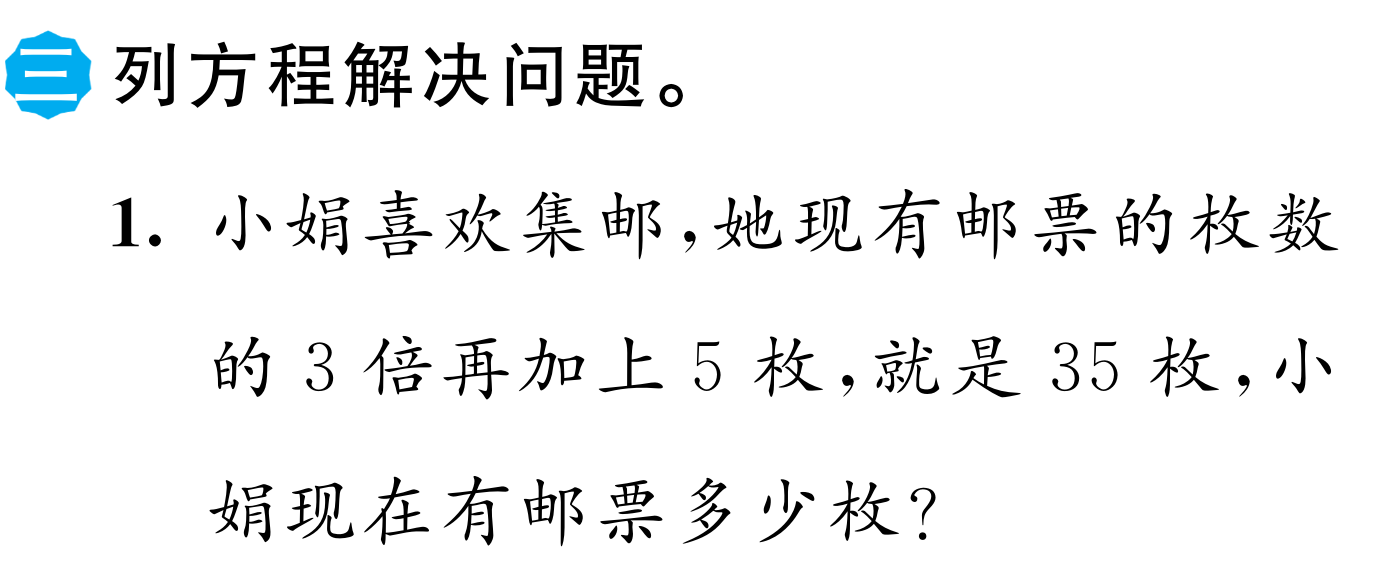 三 列方程解决问题。
1. 小娟喜欢集邮,她现有邮票的枚数
的 3 倍再加上 5 枚,就是 35 枚,小
娟现在有邮票多少枚?